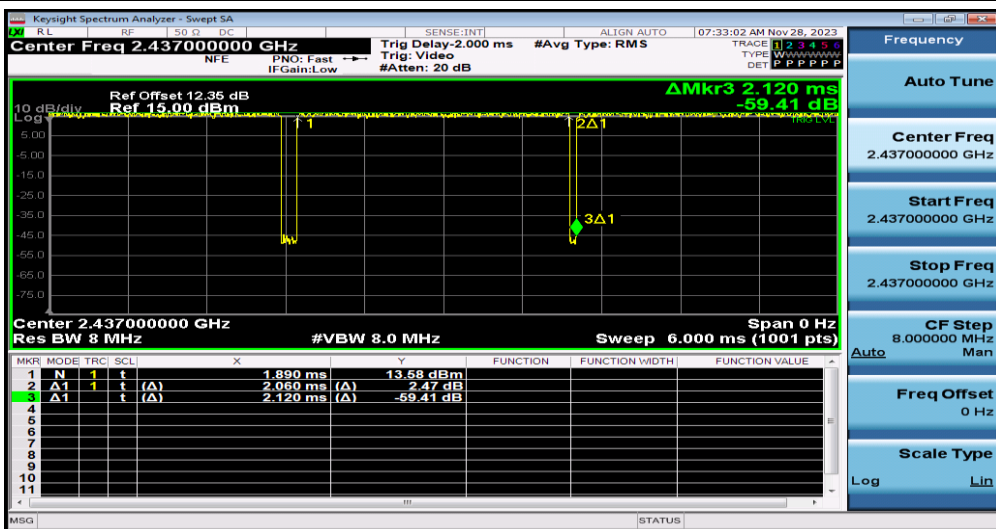 Keysight Spectrum Analyzer - Swept SA
LXI RL RF 50 Ω DC SENSE:INT ALIGN AUTO 07:33:02 AM Nov 28, 2023
Center Freq 2.437000000 GHz Trig Delay-2.000 ms #Avg Type: RMS TRACE 1 2 3 4 5 6
NFE PNO: Fast Trig: Video TYPE WWWWWW
IFGain:Low #Atten: 20 dB DET P P P P P P
Frequency
Auto Tune
Center Freq
2.437000000 GHz
Start Freq
2.437000000 GHz
Stop Freq
2.437000000 GHz
CF Step
8.000000 MHz
Auto Man
Freq Offset
0 Hz
Scale Type
Log Lin
Ref Offset 12.35 dB ΔMkr3 2.120 ms
10 dB/div Ref 15.00 dBm -59.41 dB
Log
TRIG LVL
1 2Δ1
5.00
-5.00
-15.0
-25.0
-35.0
3Δ1
-45.0
-55.0
-65.0
-75.0
Center 2.437000000 GHz Span 0 Hz
Res BW 8 MHz #VBW 8.0 MHz Sweep 6.000 ms (1001 pts)
MKR MODE TRC SCL X Y FUNCTION FUNCTION WIDTH FUNCTION VALUE
1 N 1 t 1.890 ms 13.58 dBm
2 Δ1 1 t (Δ) 2.060 ms (Δ) 2.47 dB
3 Δ1 t (Δ) 2.120 ms (Δ) -59.41 dB
4
5
6
7
8
9
10
11
MSG STATUS